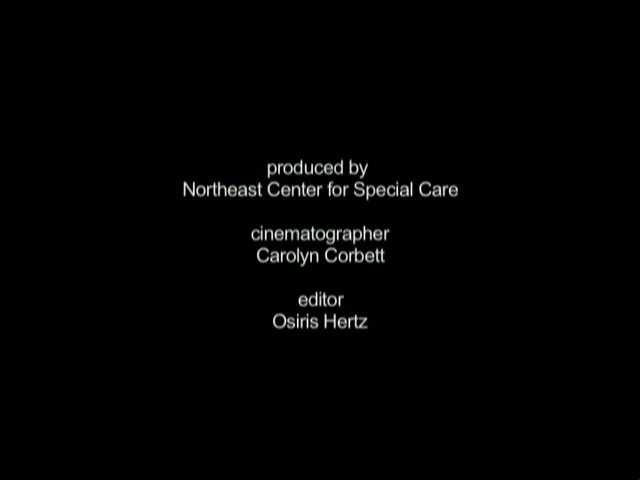 produced by
Northeast Center for Special Care
cinematographer
Carolyn Corbett
editor
Osiris Hertz